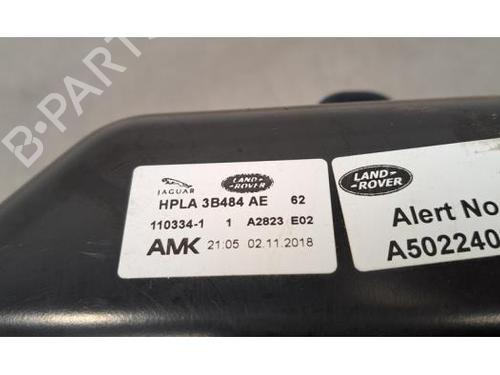 B-PARTS
JAGUAR
LAND-ROVER
HPLA 3B484 AE 62
110334-1 1 A2823 E02
AMK 21:05 02.11.2018
LAND-ROVER
Alert No
A502240